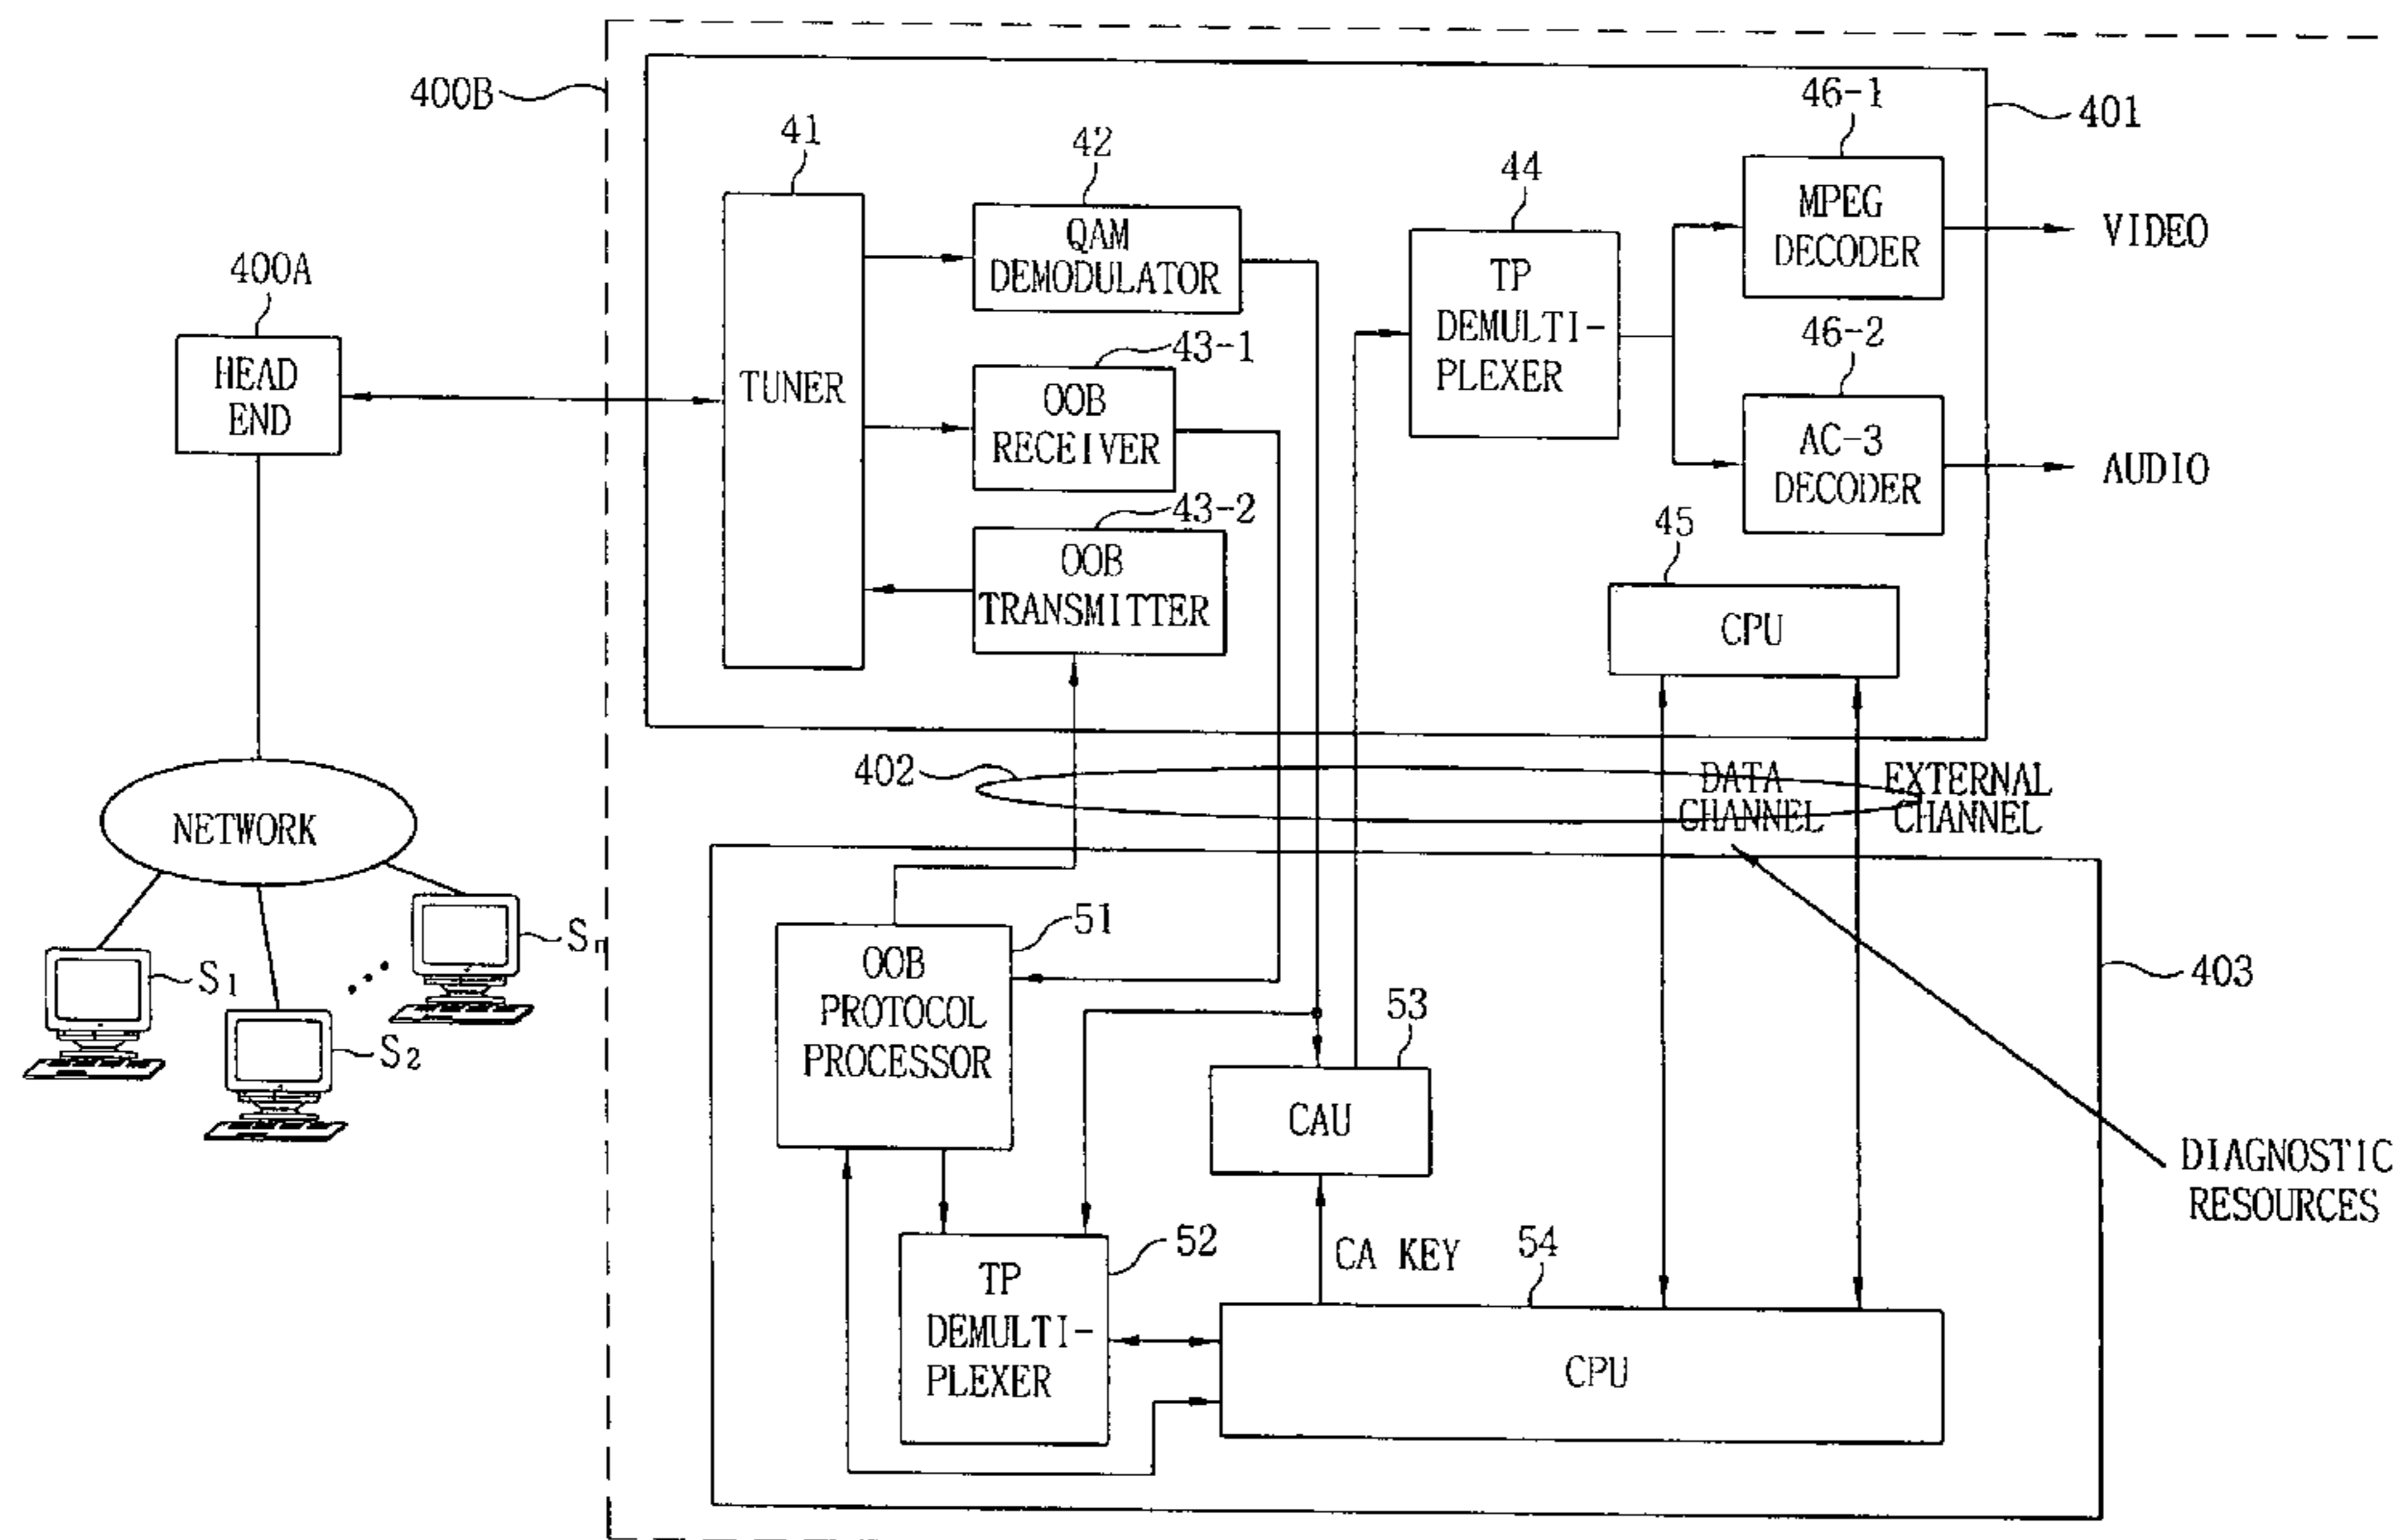 400B
400A
HEAD
END
NETWORK
S1
S2
Sn
401
41
TUNER
42
QAM
DEMODULATOR
43-1
OOB
RECEIVER
43-2
OOB
TRANSMITTER
44
TP
DEMULTI-
PLEXER
46-1
MPEG
DECODER
VIDEO
46-2
AC-3
DECODER
AUDIO
45
CPU
402
DATA
CHANNEL
EXTERNAL
CHANNEL
403
51
OOB
PROTOCOL
PROCESSOR
53
CAU
52
TP
DEMULTI-
PLEXER
CA KEY
54
CPU
DIAGNOSTIC
RESOURCES